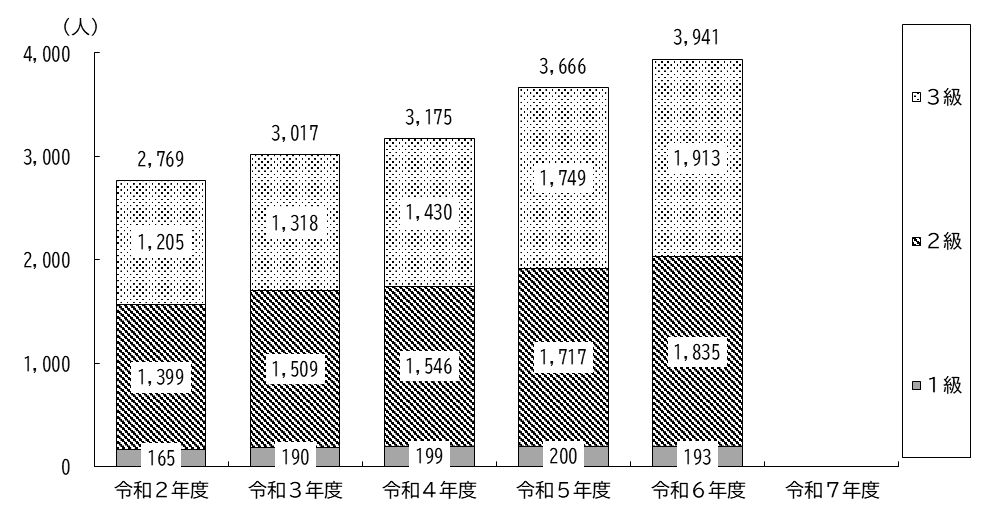 （人）
4,000
3,000
2,000
1,000
0
2,769
1,205
1,399
165
3,017
1,318
1,509
190
3,175
1,430
1,546
199
3,666
1,749
1,717
200
3,941
1,913
1,835
193
令和２年度
令和３年度
令和４年度
令和５年度
令和６年度
令和７年度
３級
２級
１級